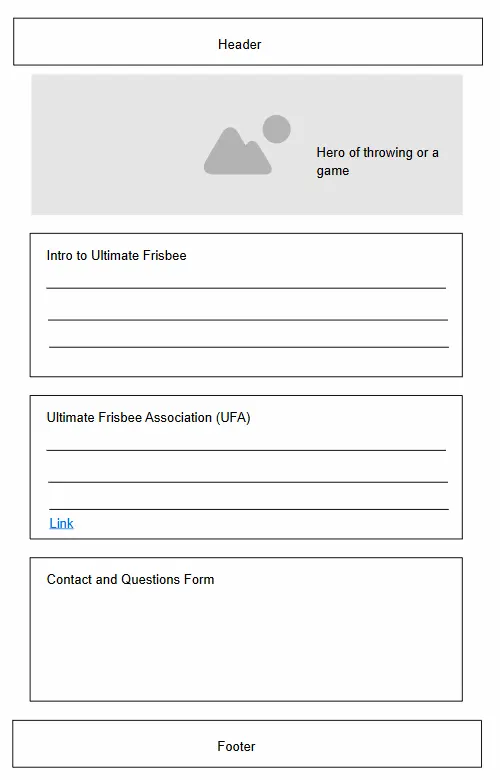 Header
Hero of throwing or a
game
Intro to Ultimate Frisbee
Ultimate Frisbee Association (UFA)
Link
Contact and Questions Form
Footer